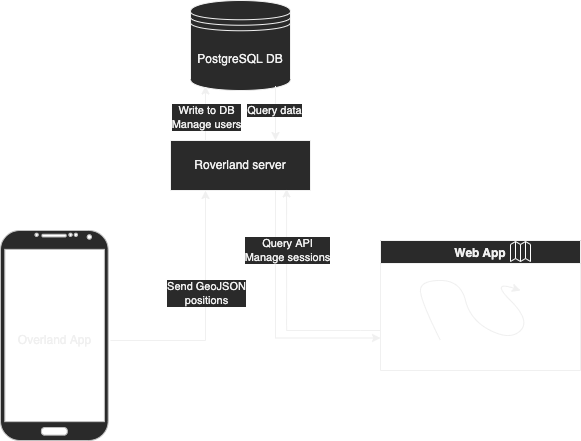 PostgreSQL DB
Write to DB
Manage users
Query data
Roverland server
Query API
Manage sessions
Web App
Send GeoJSON
positions
Overland App